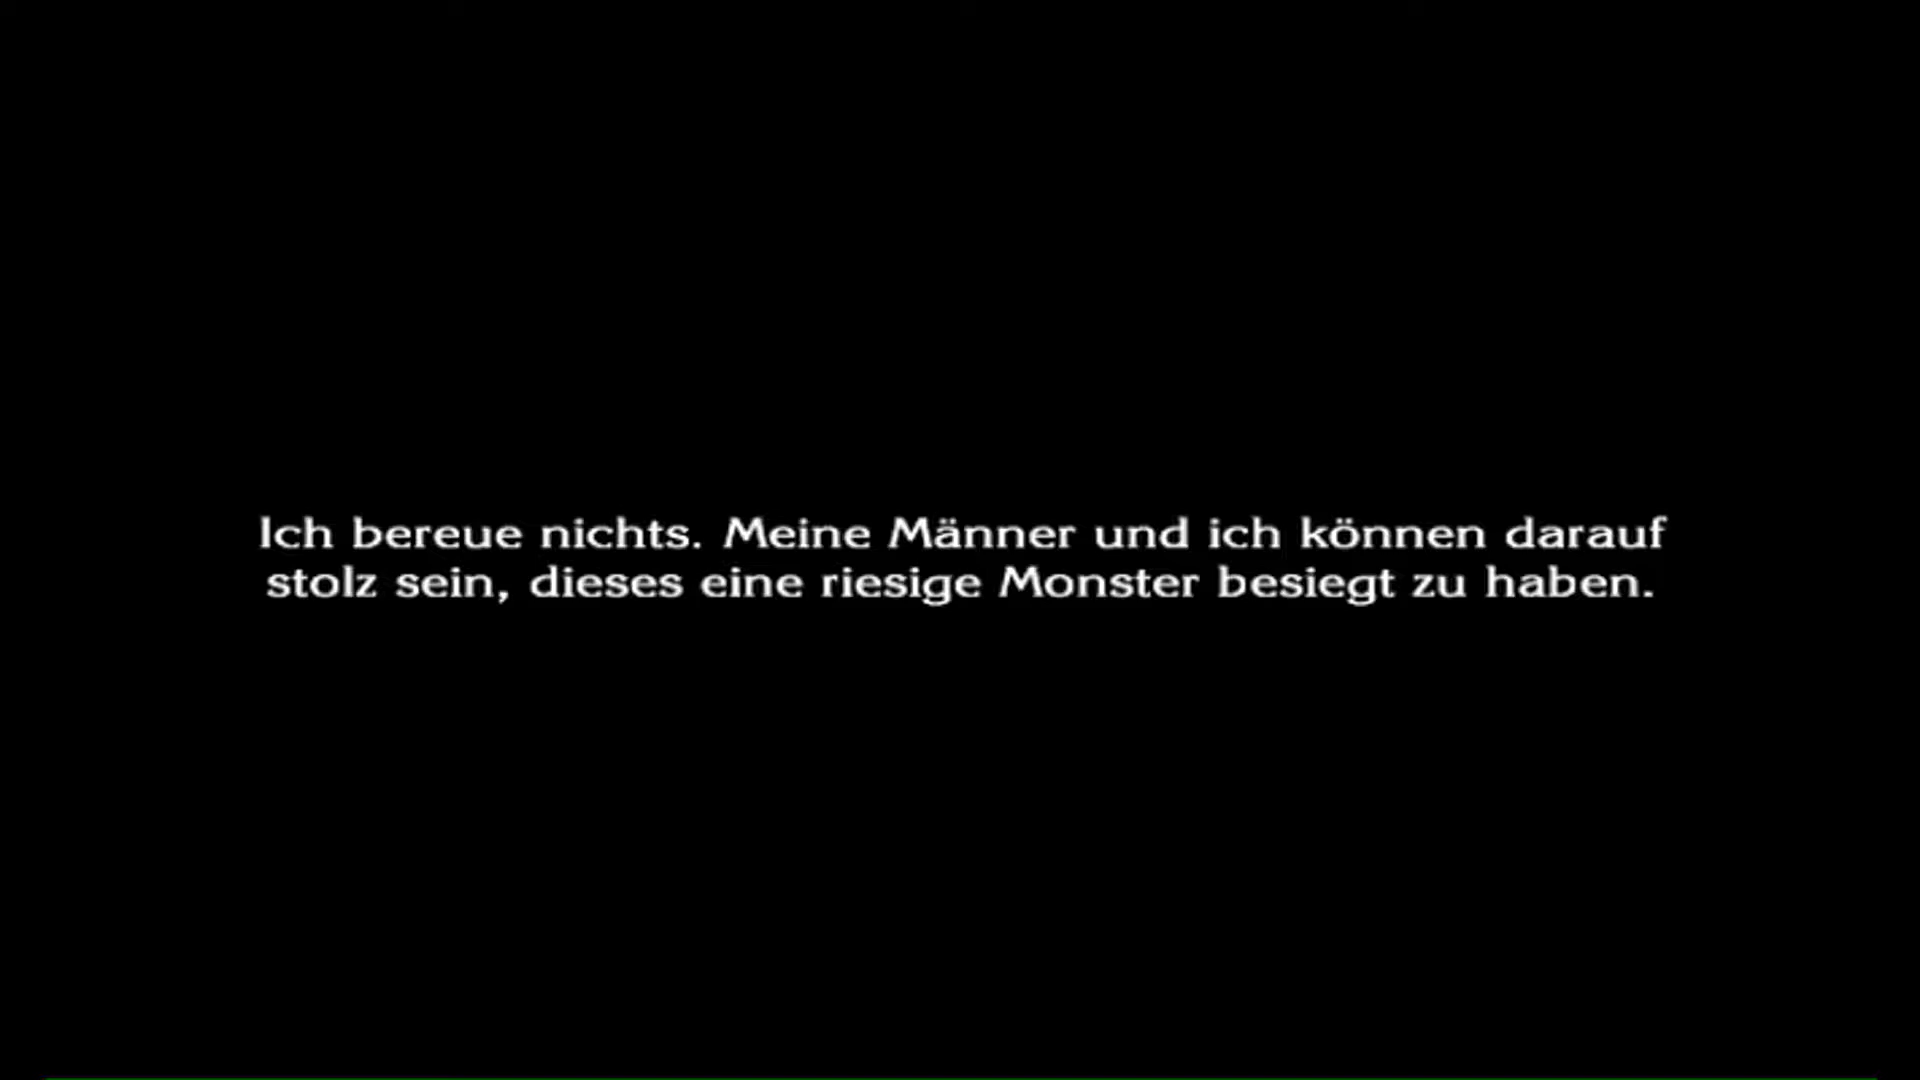 Ich bereue nichts. Meine Männer und ich können darauf
stolz sein, dieses eine riesige Monster besiegt zu haben.